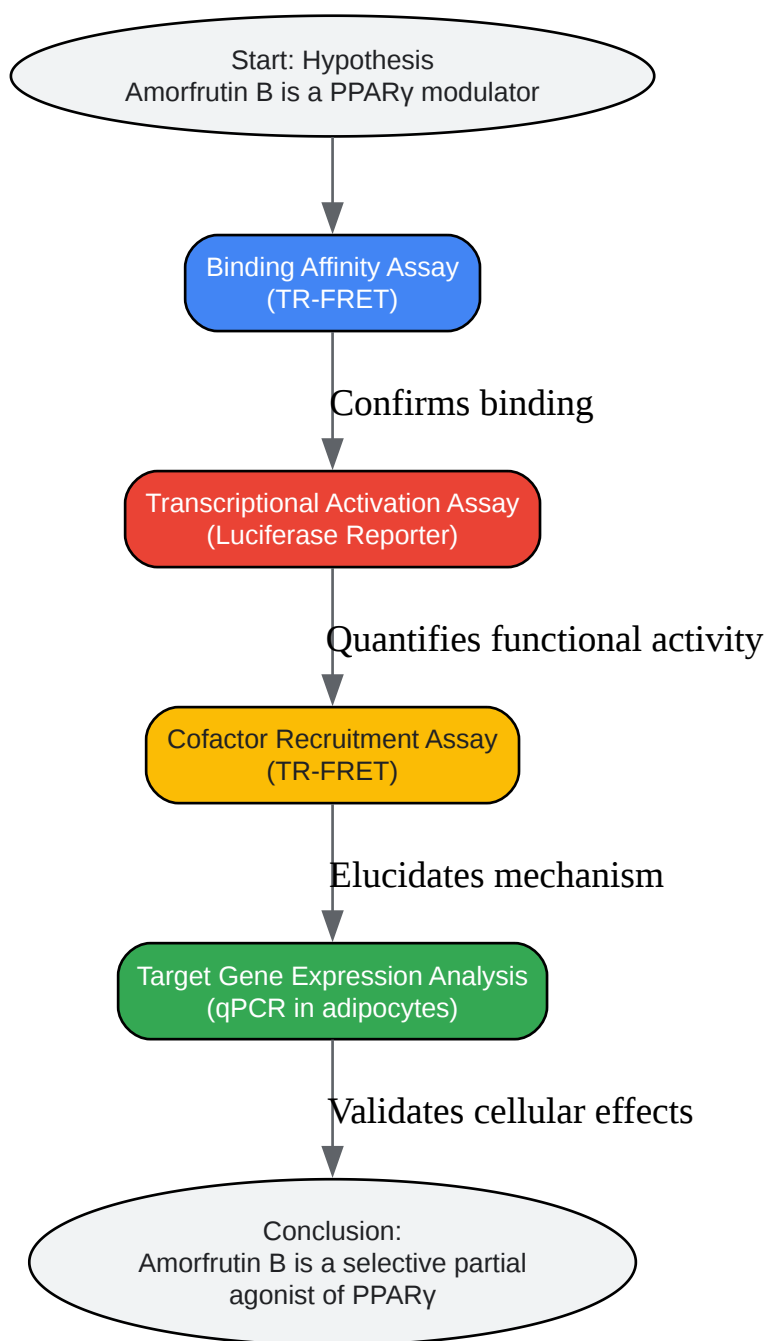 Start: Hypothesis
Amorfrutin B is a PPARγ modulator
Binding Affinity Assay
(TR-FRET)
Confirms binding
Transcriptional Activation Assay
(Luciferase Reporter)
Quantifies functional activity
Cofactor Recruitment Assay
(TR-FRET)
Elucidates mechanism
Target Gene Expression Analysis
(qPCR in adipocytes)
Validates cellular effects
Conclusion:
Amorfrutin B is a selective partial
agonist of PPARγ